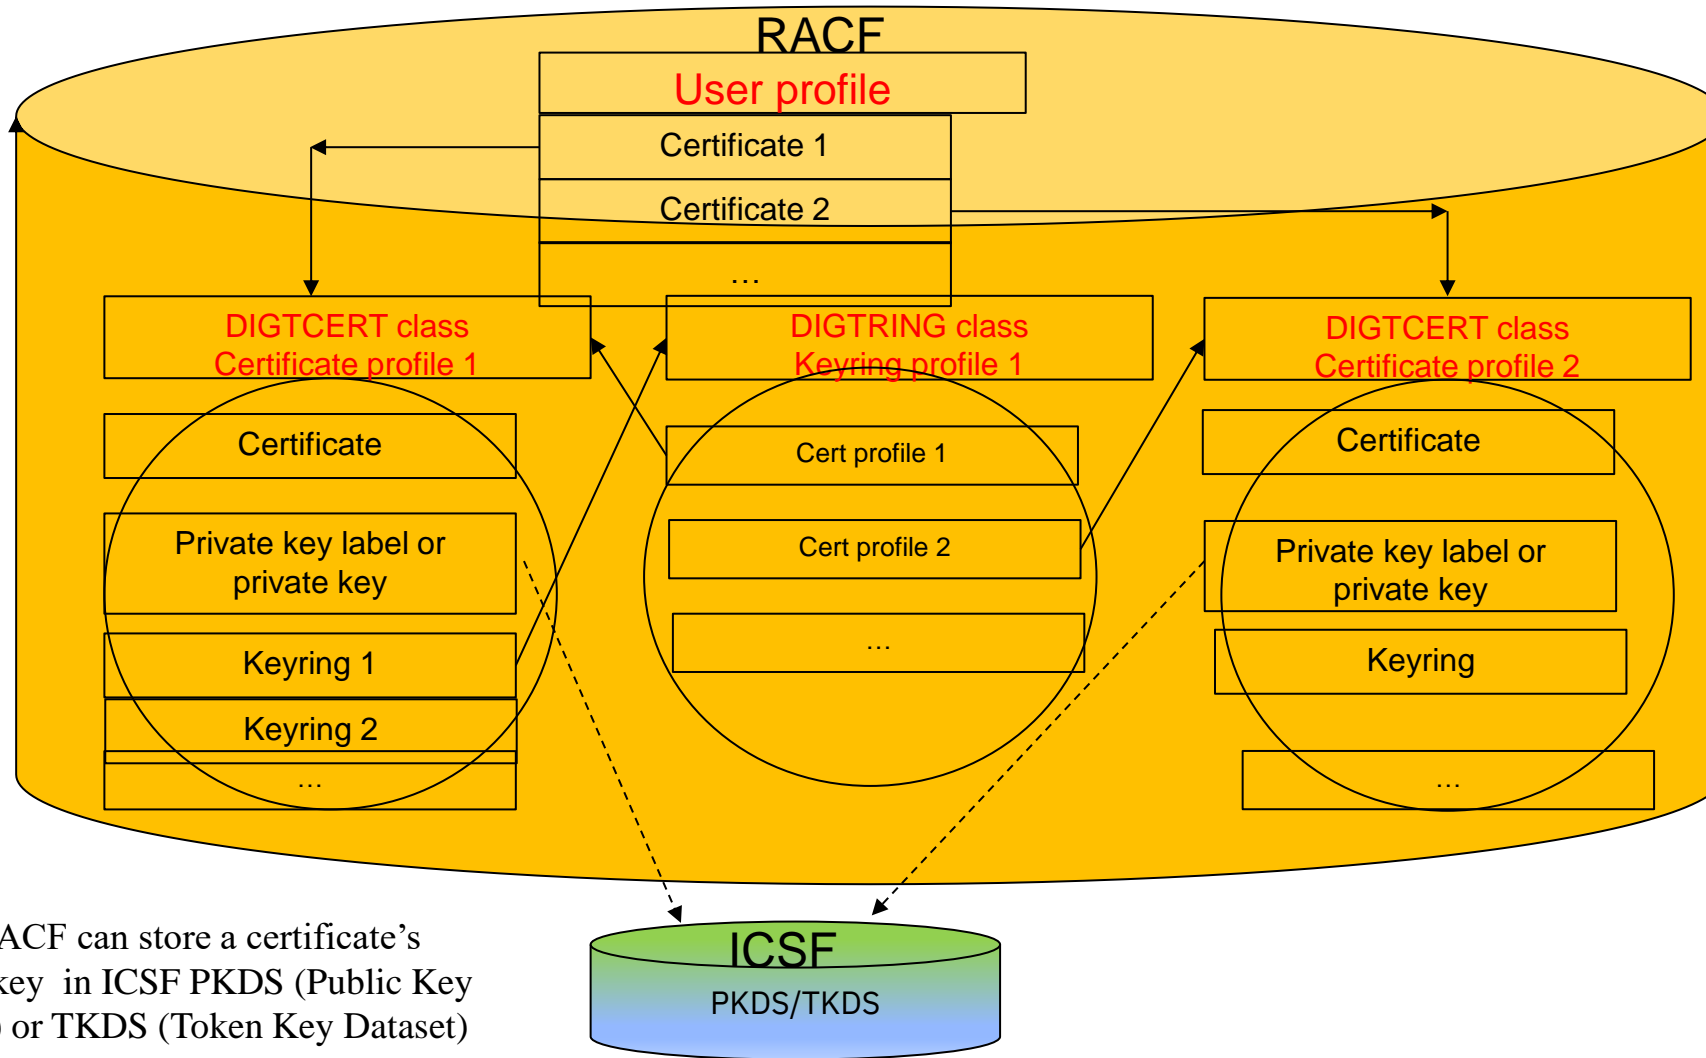 RACF
User profile
Certificate 1
Certificate 2
...
DIGTCERT class
Certificate profile 1
Certificate
Private key label or
private key
Keyring 1
Keyring 2
...
DIGTRING class
Keyring profile 1
Cert profile 1
Cert profile 2
...
DIGTCERT class
Certificate profile 2
Certificate
Private key label or
private key
Keyring
...
ACF can store a certificate’s
key in ICSF PKDS (Public Key
) or TKDS (Token Key Dataset)
ICSF
PKDS/TKDS